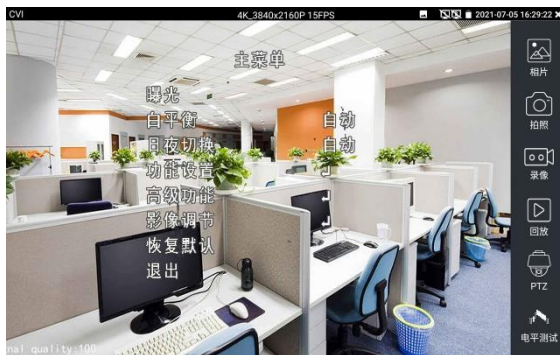 CVI 4K_3840x2160P 15FPS 2021-07-05 16:29:22
主菜单
曝光
白平衡 自动
日夜切换 自动
功能设置
高级功能
影像调节
恢复默认
退出
nal quality:100
相片
拍照
录像
回放
PTZ
电平测试